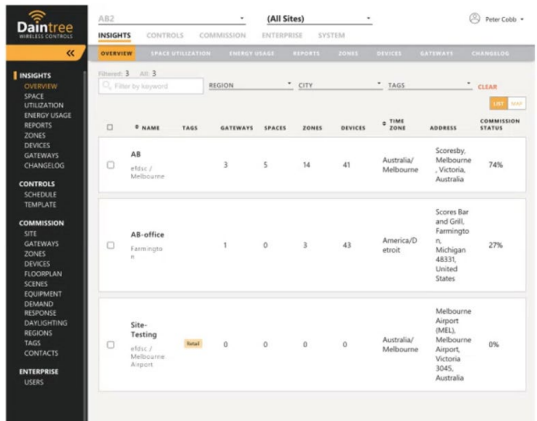 Daintree
WIRELESS CONTROLS
«
INSIGHTS
OVERVIEW
SPACE
UTILIZATION
ENERGY USAGE
REPORTS
ZONES
DEVICES
GATEWAYS
CHANGELOG
CONTROLS
SCHEDULE
TEMPLATE
COMMISSION
SITE
GATEWAYS
ZONES
DEVICES
FLOORPLAN
SCENES
EQUIPMENT
DEMAND
RESPONSE
DAYLIGHTING
REGIONS
TAGS
CONTACTS
ENTERPRISE
USERS
AB2 (All Sites) Peter Cobb
INSIGHTS CONTROLS COMMISSION ENTERPRISE SYSTEM
OVERVIEW SPACE UTILIZATION ENERGY USAGE REPORTS ZONES DEVICES GATEWAYS CHANGELOG
Filtered: 3 All: 3
Filter by keyword REGION CITY TAGS CLEAR
LIST MAP
NAME TAGS GATEWAYS SPACES ZONES DEVICES TIME ZONE ADDRESS COMMISSION STATUS
AB
efdsc /
Melbourne
3 5 14 41
Australia/
Melbourne
Scoresby,
Melbourne
, Victoria,
Australia
74%
AB-office
Farmingto
n
1 0 3 43
America/D
etroit
Scores Bar
and Grill,
Farmingto
n,
Michigan
48331,
United
States
27%
Site-
Testing
efdsc /
Melbourne
Airport
Retail
0 0 0 0
Australia/
Melbourne
Melbourne
Airport
(MEL),
Melbourne
Airport,
Victoria
3045,
Australia
0%